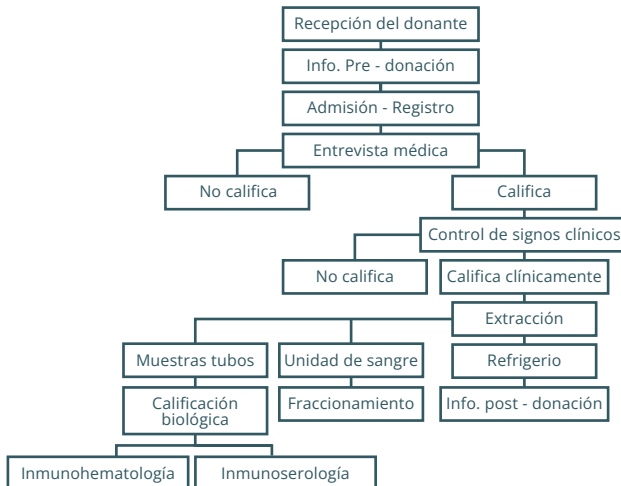 Recepción del donante
Info. Pre - donación
Admisión - Registro
Entrevista médica
No califica
Califica
Control de signos clínicos
No califica
Califica clínicamente
Extracción
Muestras tubos
Unidad de sangre
Refrigerio
Calificación
biológica
Fraccionamiento
Info. post - donación
Inmunohematología
Inmunoserología